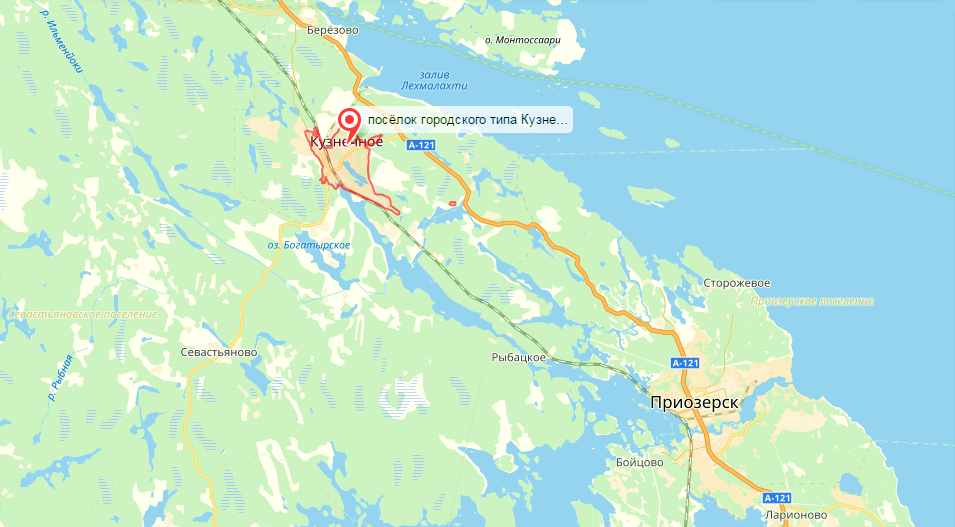 Берёзово
о. Монтоссаари
р. Ильменйоки
залив
Лехмалахти
посёлок городского типа Кузне...
Кузнечное
А-121
оз. Богатырское
Сторожевое
Приозерское поселение
Севастьяновское поселение
Севастьяново
Рыбацкое
А-121
р. Рыбная
Приозерск
Бойцово
А-121
Ларионово